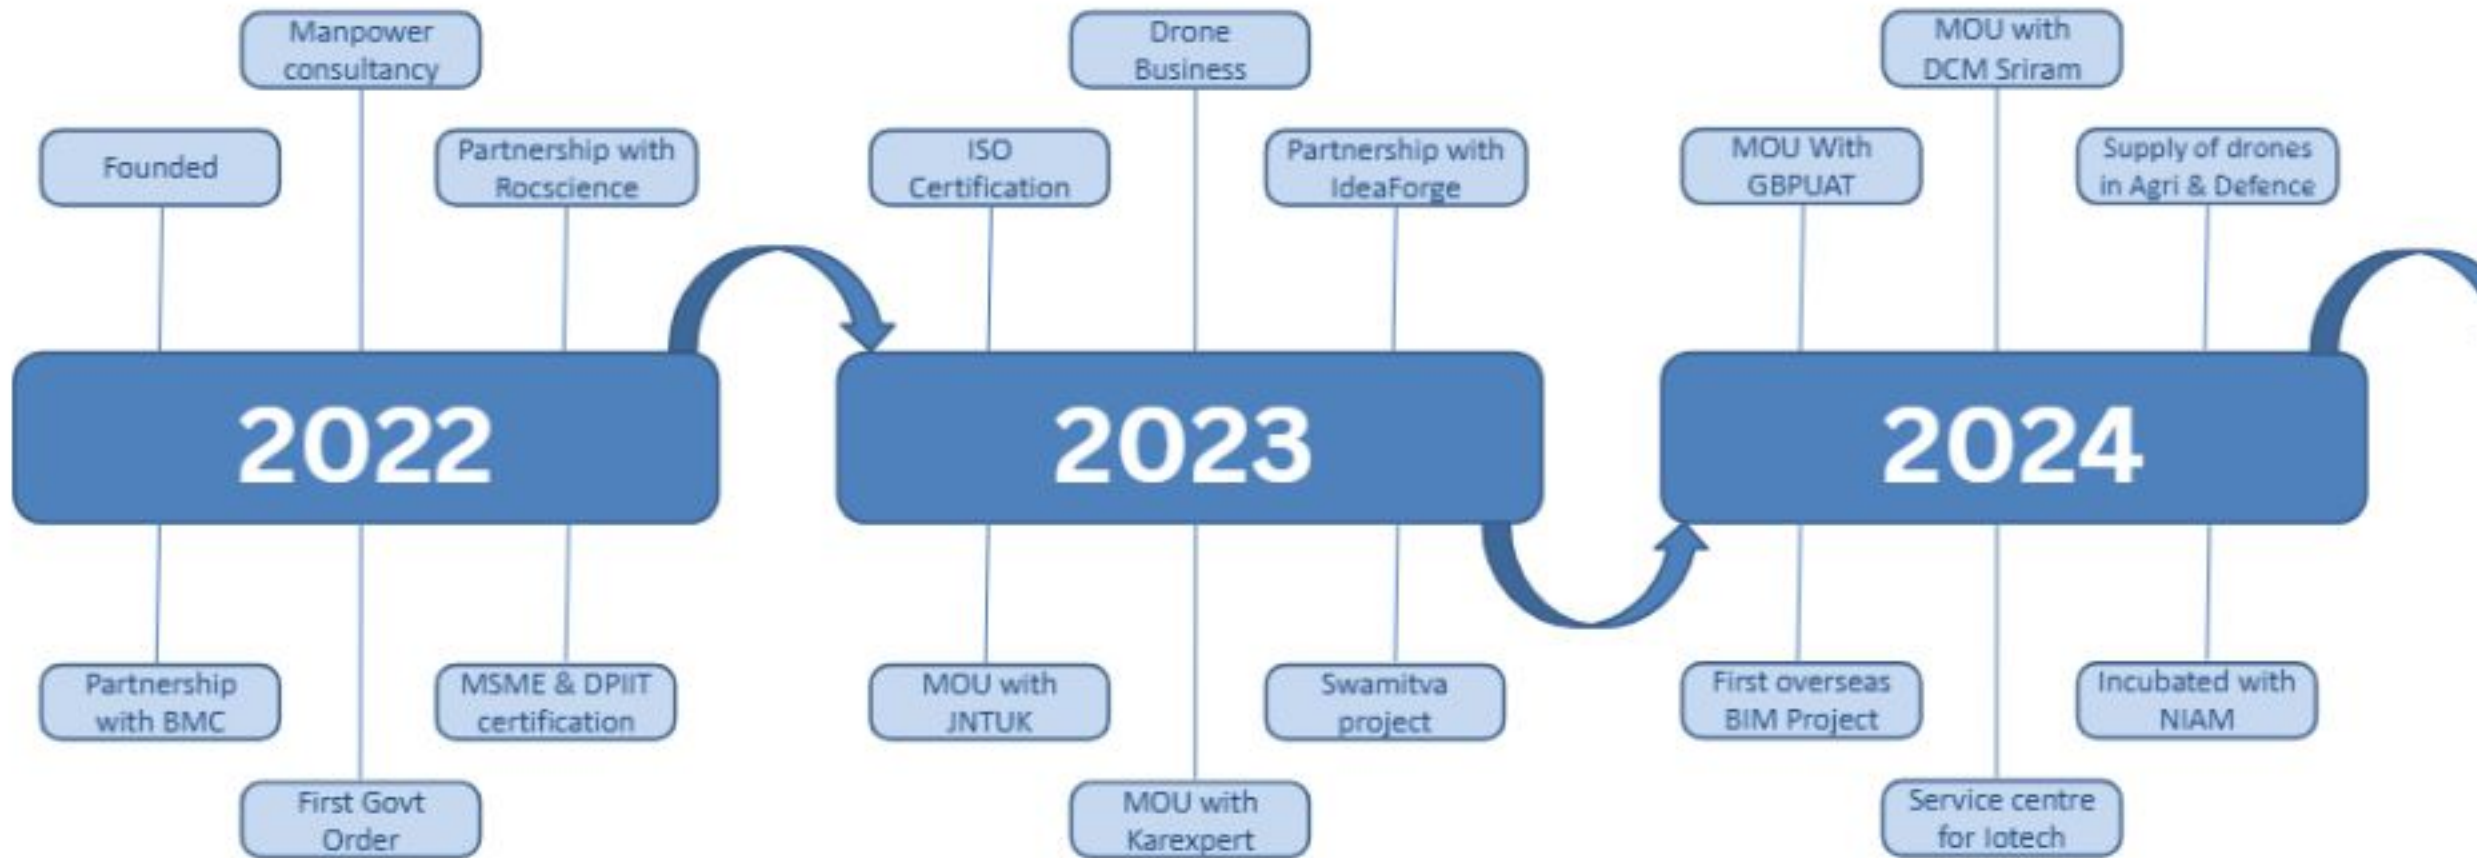 Manpower
consultancy
Founded
Partnership with
Rocscience
2022
Partnership
with BMC
MSME & DPIIT
certification
First Govt
Order
Drone
Business
ISO
Certification
Partnership with
IdeaForge
2023
MOU with
JNTUK
Swamitva
project
MOU with
Karexpert
MOU with
DCM Sriram
MOU With
GBPUAT
Supply of drones
in Agri & Defence
2024
First overseas
BIM Project
Incubated with
NIAM
Service centre
for Iotech